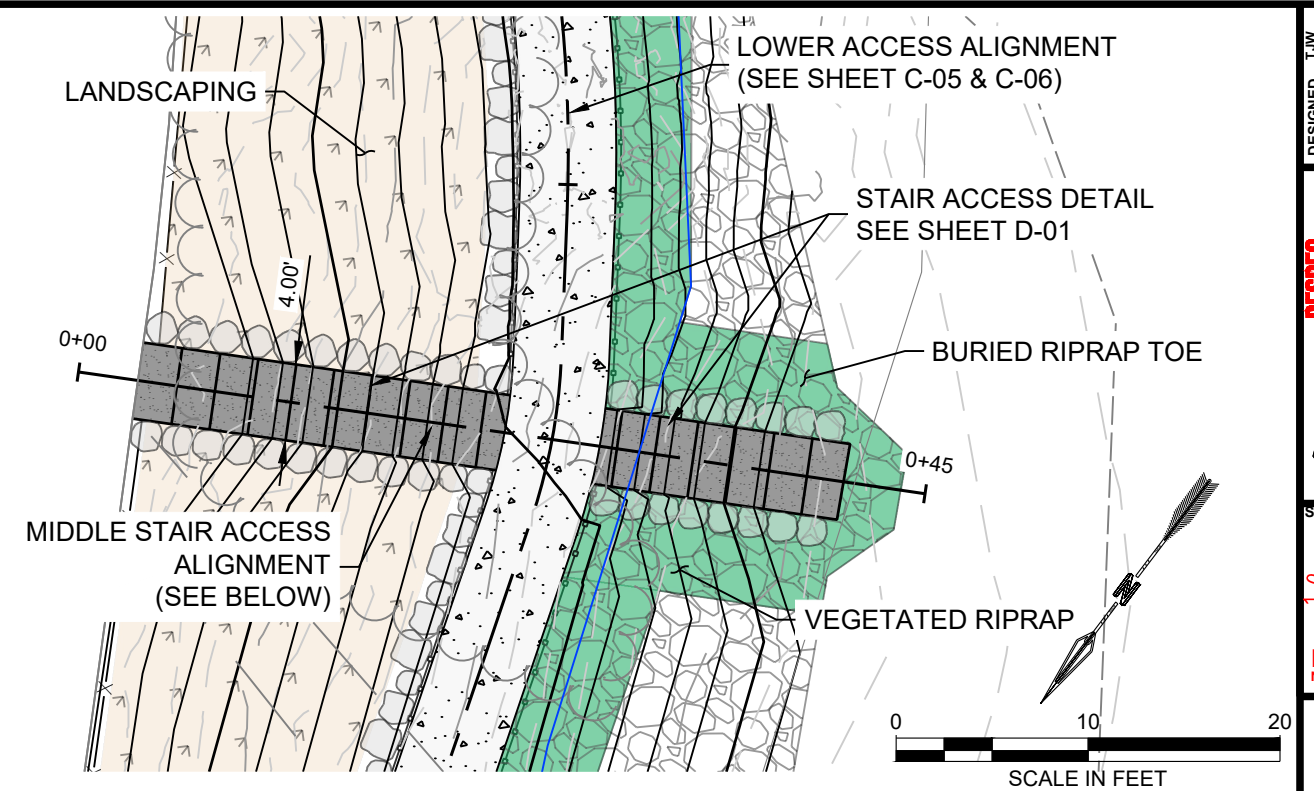 LOWER ACCESS ALIGNMENT
(SEE SHEET C-05 & C-06)
LANDSCAPING
STAIR ACCESS DETAIL
SEE SHEET D-01
4.00'
0+00
BURIED RIPRAP TOE
0+45
MIDDLE STAIR ACCESS
ALIGNMENT
(SEE BELOW)
VEGETATED RIPRAP
N
0 10 20
SCALE IN FEET
DESIGNED